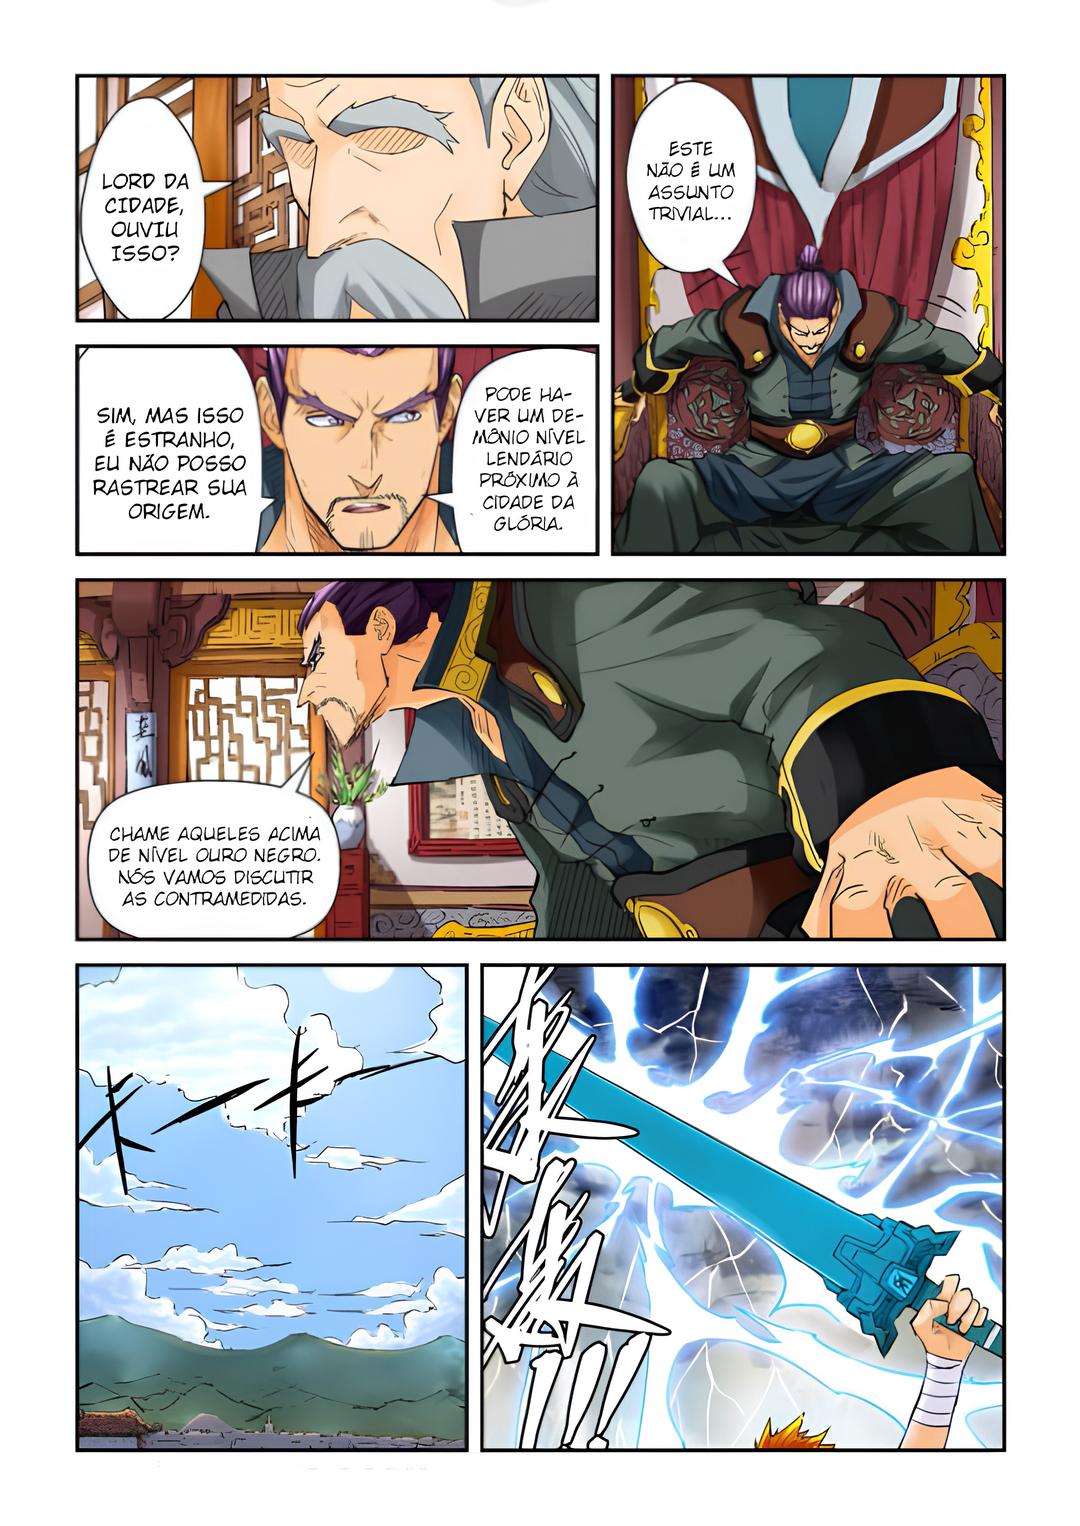 LORD DA
CIDADE,
OUVIU
ISSO?
ESTE
NÃO É UM
ASSUNTO
TRIVIAL...
SIM, MAS ISSO
É ESTRANHO,
EU NÃO POSSO
RASTREAR SUA
ORIGEM.
PODE HA-
VER UM DE-
MÔNIO NÍVEL
LENDÁRIO
PRÓXIMO À
CIDADE DA
GLÓRIA.
CHAME AQUELES ACIMA
DE NÍVEL OURO NEGRO.
NÓS VAMOS DISCUTIR
AS CONTRAMEDIDAS.